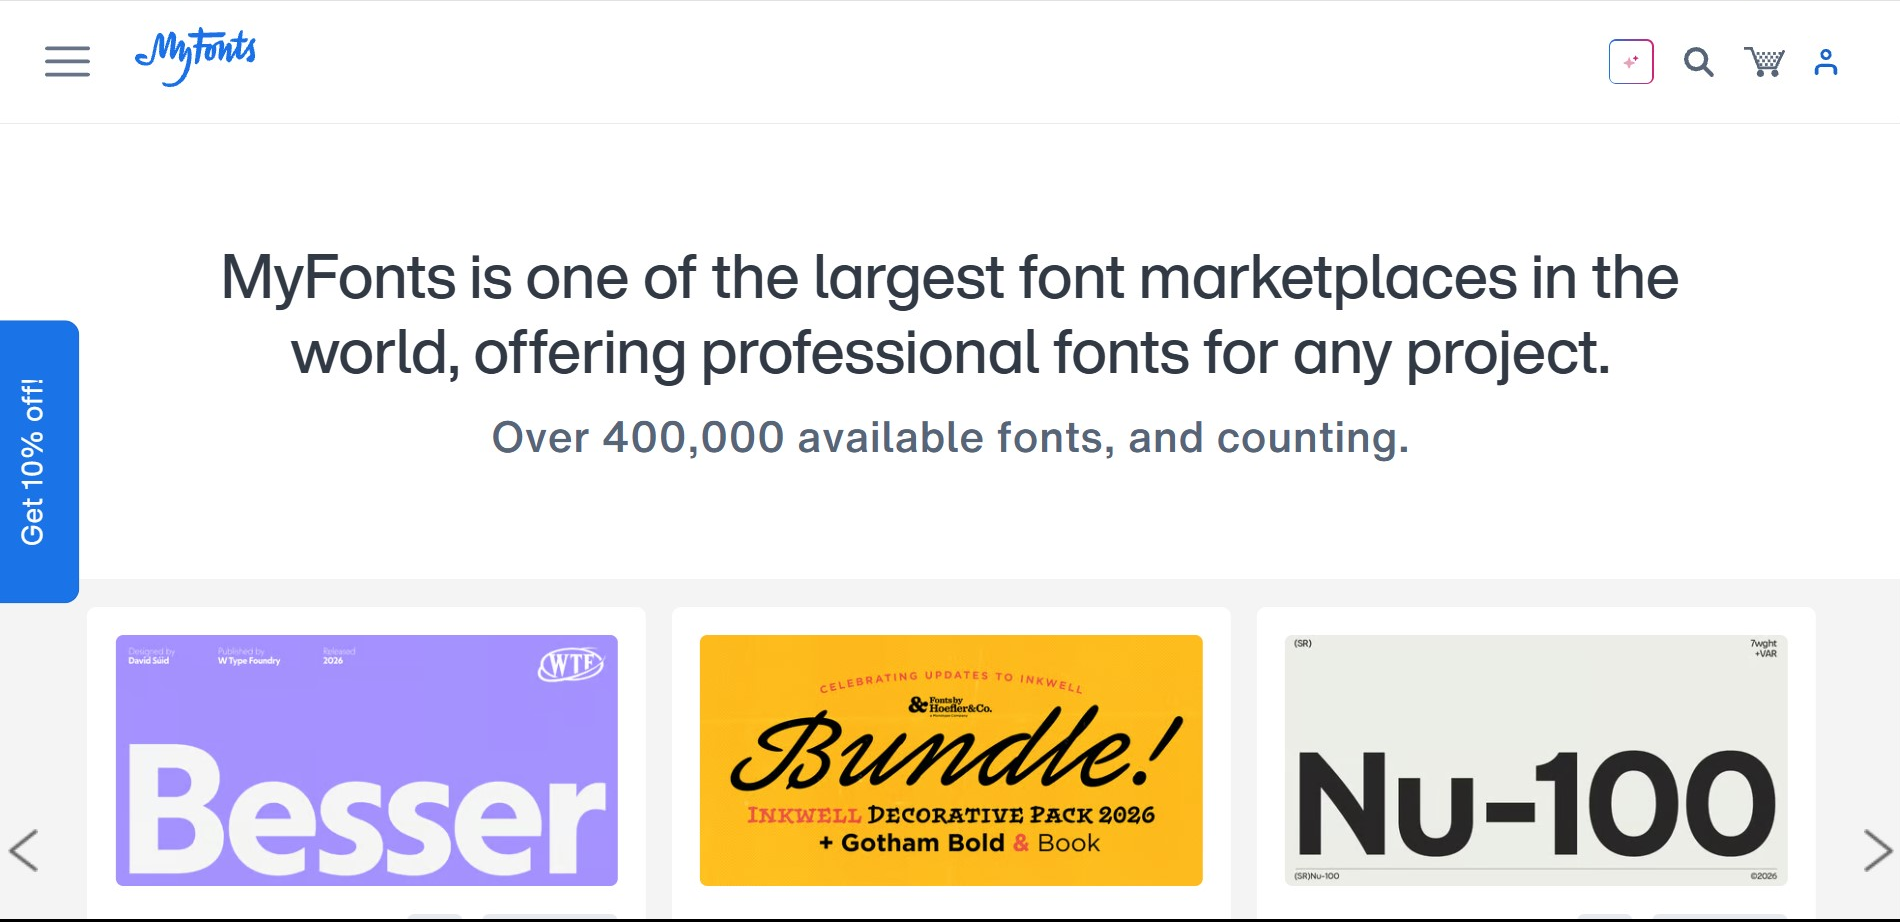 MyFonts
MyFonts is one of the largest font marketplaces in the
world, offering professional fonts for any project.
Over 400,000 available fonts, and counting.
Get 10% off!
Designed by
David Súid
Published by
W Type Foundry
Released
2026
WTF
Besser
CELEBRATING UPDATES TO INKWELL
& Fonts by
Hoefler&Co.
Bundle!
INKWELL DECORATIVE PACK 2026
+ Gotham Bold & Book
(SR)
7wght
+VAR
Nu-100
(SR)Nu-100
©2026